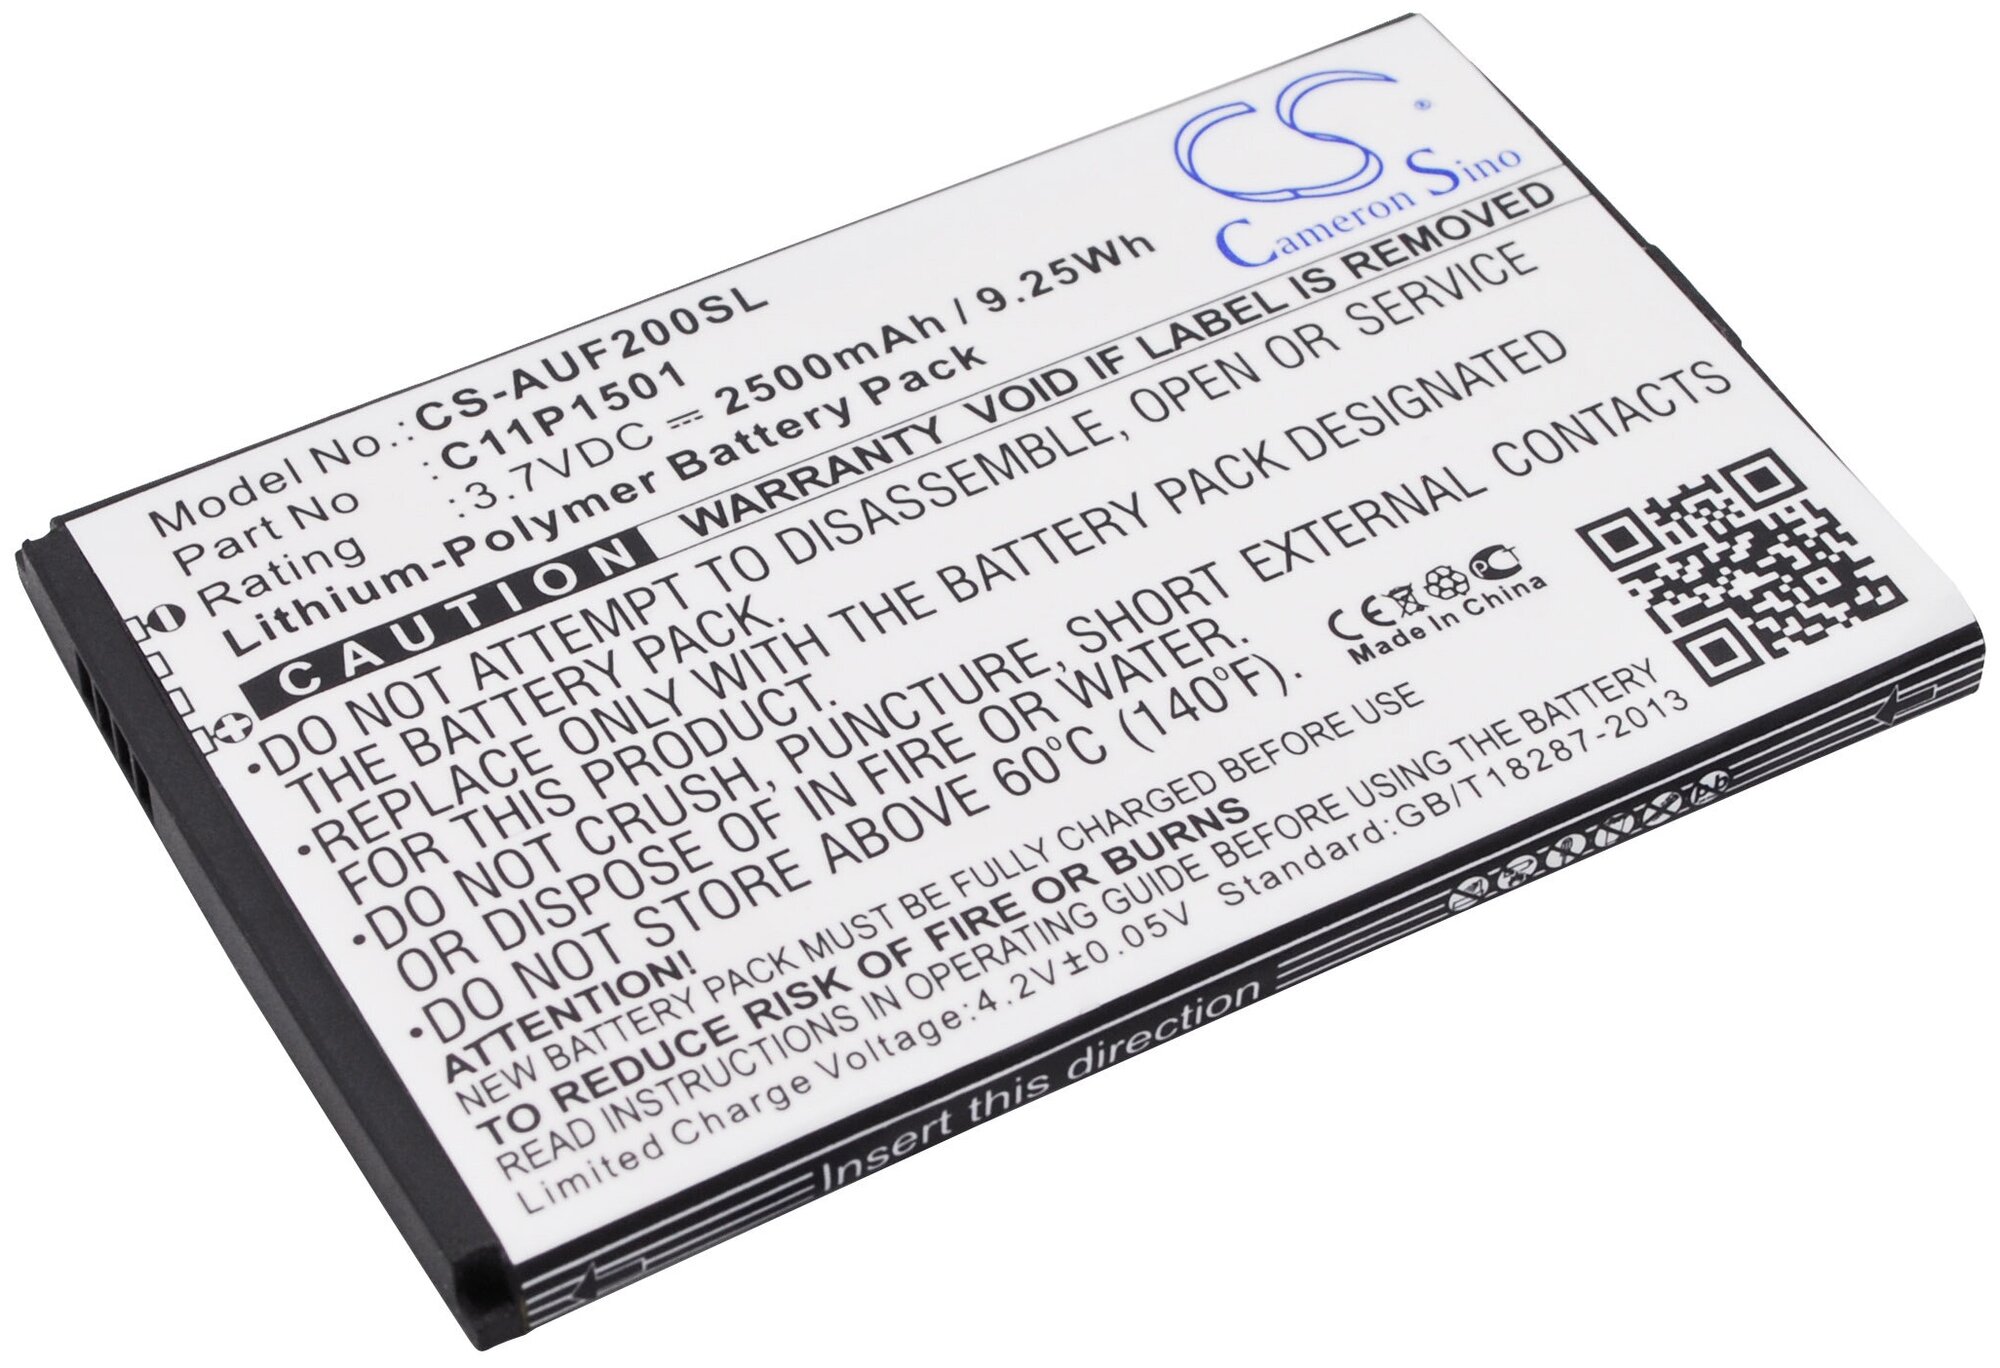 CS
®
Cameron Sino
Model No.:CS-AUF200SL
Part No :C11P1501
Rating :3.7VDC ⎓ 2500mAh / 9.25Wh
Lithium-Polymer Battery Pack
CAUTION WARRANTY VOID IF LABEL IS REMOVED
•DO NOT ATTEMPT TO DISASSEMBLE, OPEN OR SERVICE
THE BATTERY PACK.
•REPLACE ONLY WITH THE BATTERY PACK DESIGNATED
FOR THIS PRODUCT.
•DO NOT CRUSH, PUNCTURE, SHORT EXTERNAL CONTACTS
OR DISPOSE OF IN FIRE OR WATER.
•DO NOT STORE ABOVE 60°C (140°F).
CE PCT
Made in China
ATTENTION!
NEW BATTERY PACK MUST BE FULLY CHARGED BEFORE USE
TO REDUCE RISK OF FIRE OR BURNS
READ INSTRUCTIONS IN OPERATING GUIDE BEFORE USING THE BATTERY
Limited Charge Voltage:4.2V±0.05V Standard:GB/T18287-2013
Insert this direction
Pb